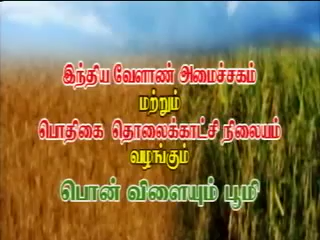 இந்திய வேளாண் அமைச்சகம்
மற்றும்
பொதிகை தொலைக்காட்சி நிலையம்
வழங்கும்
பொன் விளையும் பூமி